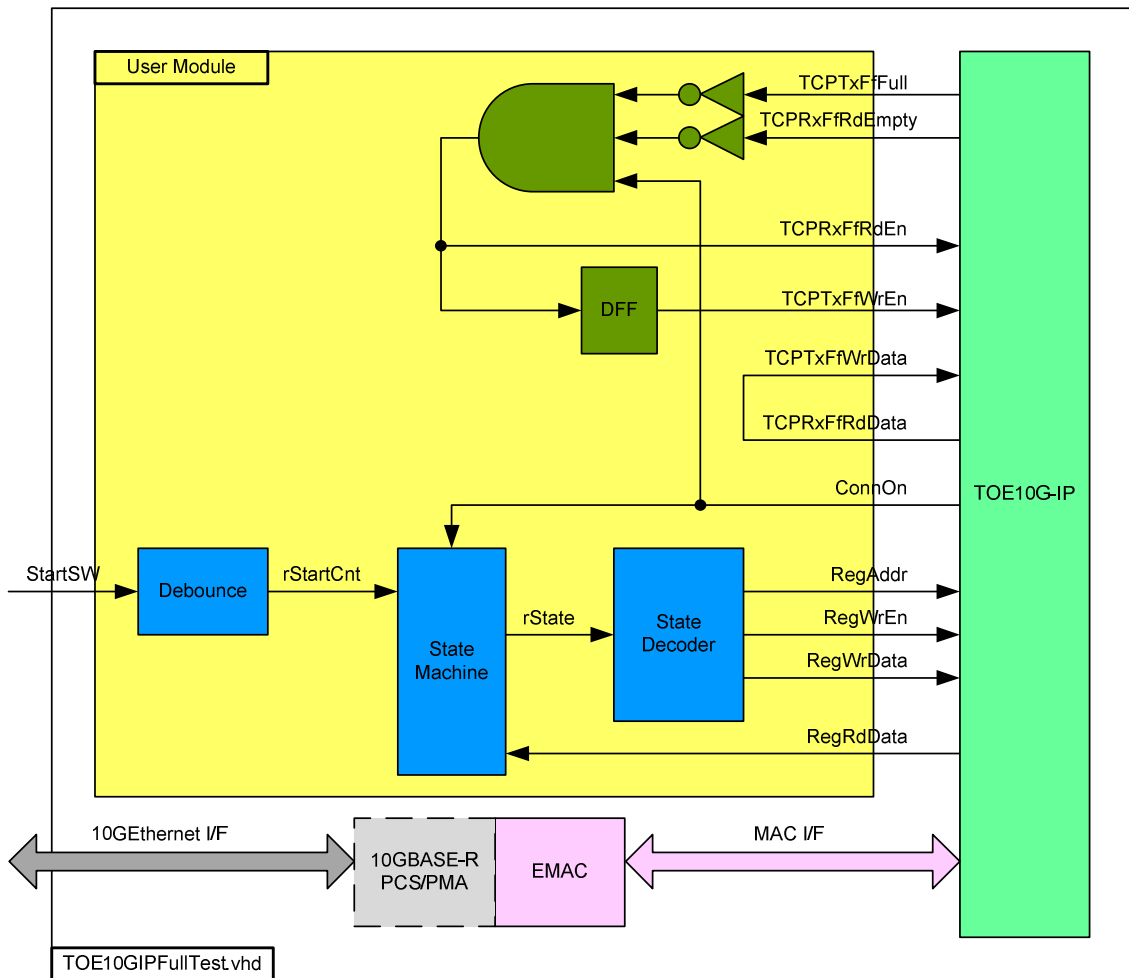 User Module
TCPTxFfFull
TCPRxFfRdEmpty
TCPRxFfRdEn
DFF
TCPTxFfWrEn
TCPTxFfWrData
TCPRxFfRdData
ConnOn
TOE10G-IP
StartSW
Debounce
rStartCnt
State
Machine
rState
State
Decoder
RegAddr
RegWrEn
RegWrData
RegRdData
10GEthernet I/F
10GBASE-R
PCS/PMA
EMAC
MAC I/F
TOE10GIPFullTest.vhd